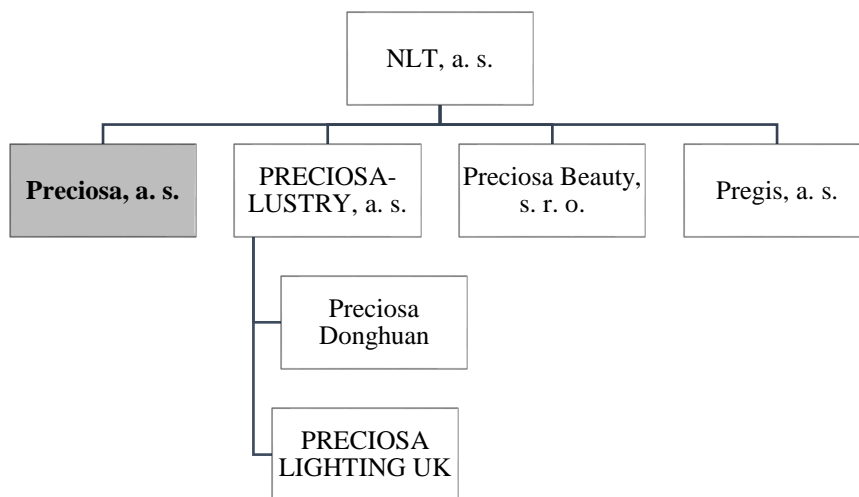 NLT, a. s.
Preciosa, a. s.
PRECIOSA-
LUSTRY, a. s.
Preciosa Beauty,
s. r. o.
Pregis, a. s.
Preciosa
Donghuan
PRECIOSA
LIGHTING UK